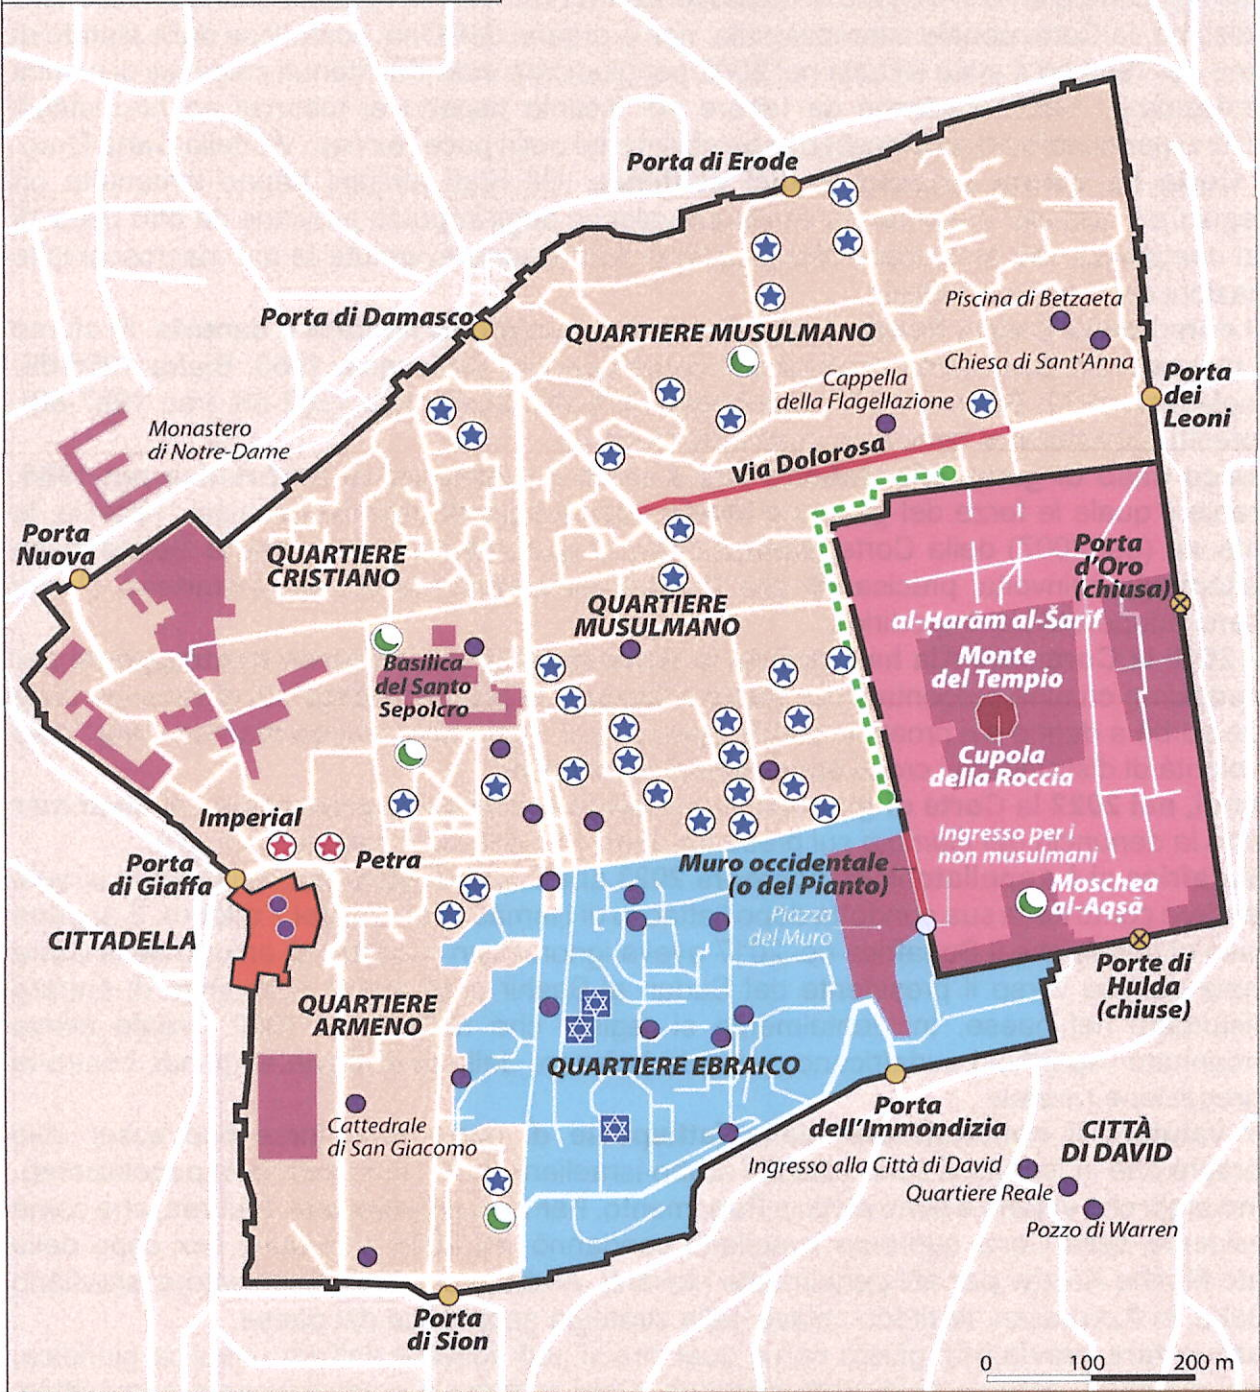 Porta di Erode
Porta di Damasco
QUARTIERE MUSULMANO
Piscina di Betzaeta
Chiesa di Sant'Anna
Cappella
della Flagellazione
Porta
dei
Leoni
Monastero
di Notre-Dame
Via Dolorosa
Porta
Nuova
QUARTIERE
CRISTIANO
Porta
d'Oro
(chiusa)
QUARTIERE
MUSULMANO
al-Ḥarām al-Šarīf
Monte
del Tempio
Basilica
del Santo
Sepolcro
Cupola
della Roccia
Imperial
Petra
Ingresso per i
non musulmani
Porta
di Giaffa
Muro occidentale
(o del Pianto)
Moschea
al-Aqṣā
Piazza
del Muro
CITTADELLA
Porte di
Hulda
(chiuse)
QUARTIERE
ARMENO
QUARTIERE EBRAICO
Porta
dell'Immondizia
Cattedrale
di San Giacomo
CITTÀ
DI DAVID
Ingresso alla Città di David
Quartiere Reale
Pozzo di Warren
Porta
di Sion
0 100 200 m